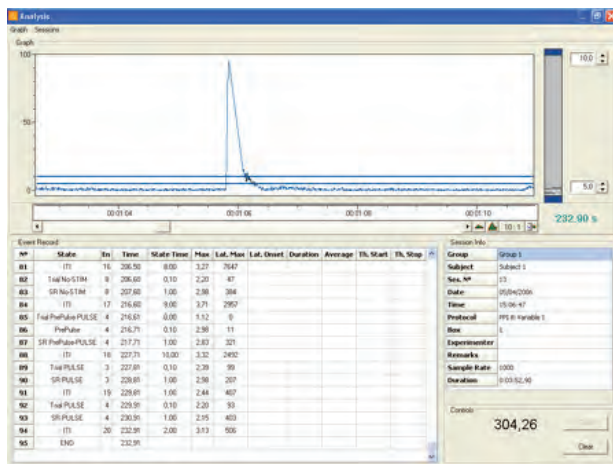 Analysis
Graph Sessions
Graph
100
50
0
10,0
5,0
00:01:04 00:01:06 00:01:08 00:01:10
10 : 1
232.90 s
Event Record
Nº State En Time State Time Max Lat. Max Lat. Onset Duration Average Th. Start Th. Stop
81 ITI 16 206,50 8,00 3,27 7647
82 Trial No-STIM 8 206,60 0,10 2,20 47
83 SR No-STIM 8 207,60 1,00 2,98 384
84 ITI 17 216,60 9,00 3,71 2957
85 Trial PrePulse-PULSE 4 216,61 0,00 1,12 0
86 PrePulse 4 216,71 0,10 2,98 11
87 SR PrePulse-PULSE 4 217,71 1,00 2,83 321
88 ITI 18 227,71 10,00 3,32 2492
89 Trial PULSE 3 227,81 0,10 2,39 99
90 SR PULSE 3 228,81 1,00 2,98 207
91 ITI 19 229,81 1,00 2,44 407
92 Trial PULSE 4 229,91 0,10 2,20 93
93 SR PULSE 4 230,91 1,00 2,15 403
94 ITI 20 232,91 2,00 3,13 506
95 END 232,91
Session Info
Group Group 1
Subject Subject 1
Ses. Nº 13
Date 05/04/2006
Time 15:06:47
Protocol PPI ITI Variable 1
Box 1
Experimenter
Remarks
Sample Rate 1000
Duration 0:03:52,90
Controls
304,26
Clear